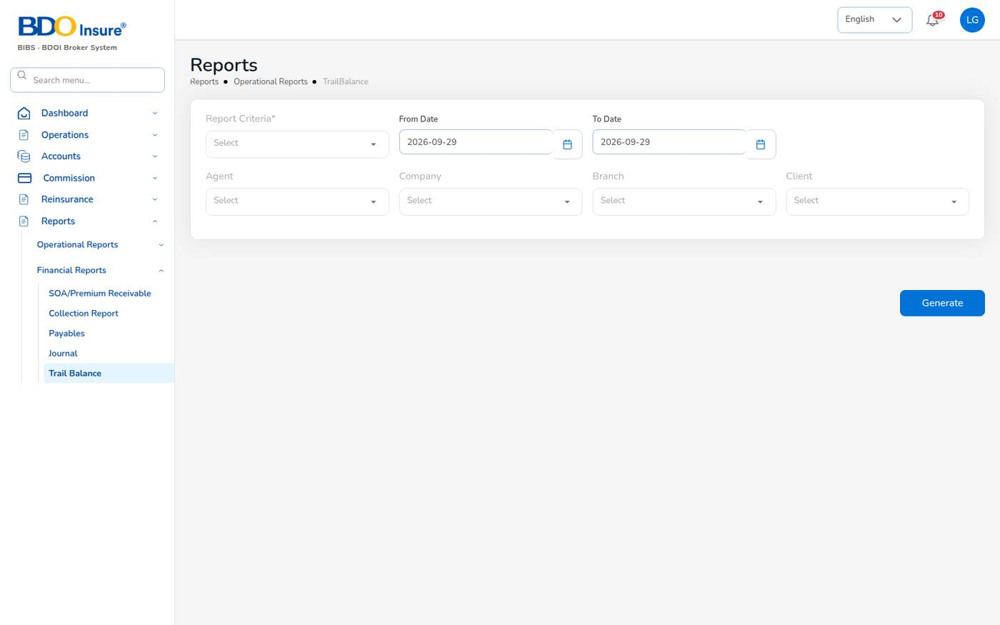 BDO Insure®
BIBS · BDOI Broker System
Search menu...
Dashboard
Operations
Accounts
Commission
Reinsurance
Reports
Operational Reports
Financial Reports
SOA/Premium Receivable
Collection Report
Payables
Journal
Trail Balance
English
10
LG
Reports
Reports • Operational Reports • TrailBalance
Report Criteria* From Date To Date
Select 2026-09-29 2026-09-29
Agent Company Branch Client
Select Select Select Select
Generate